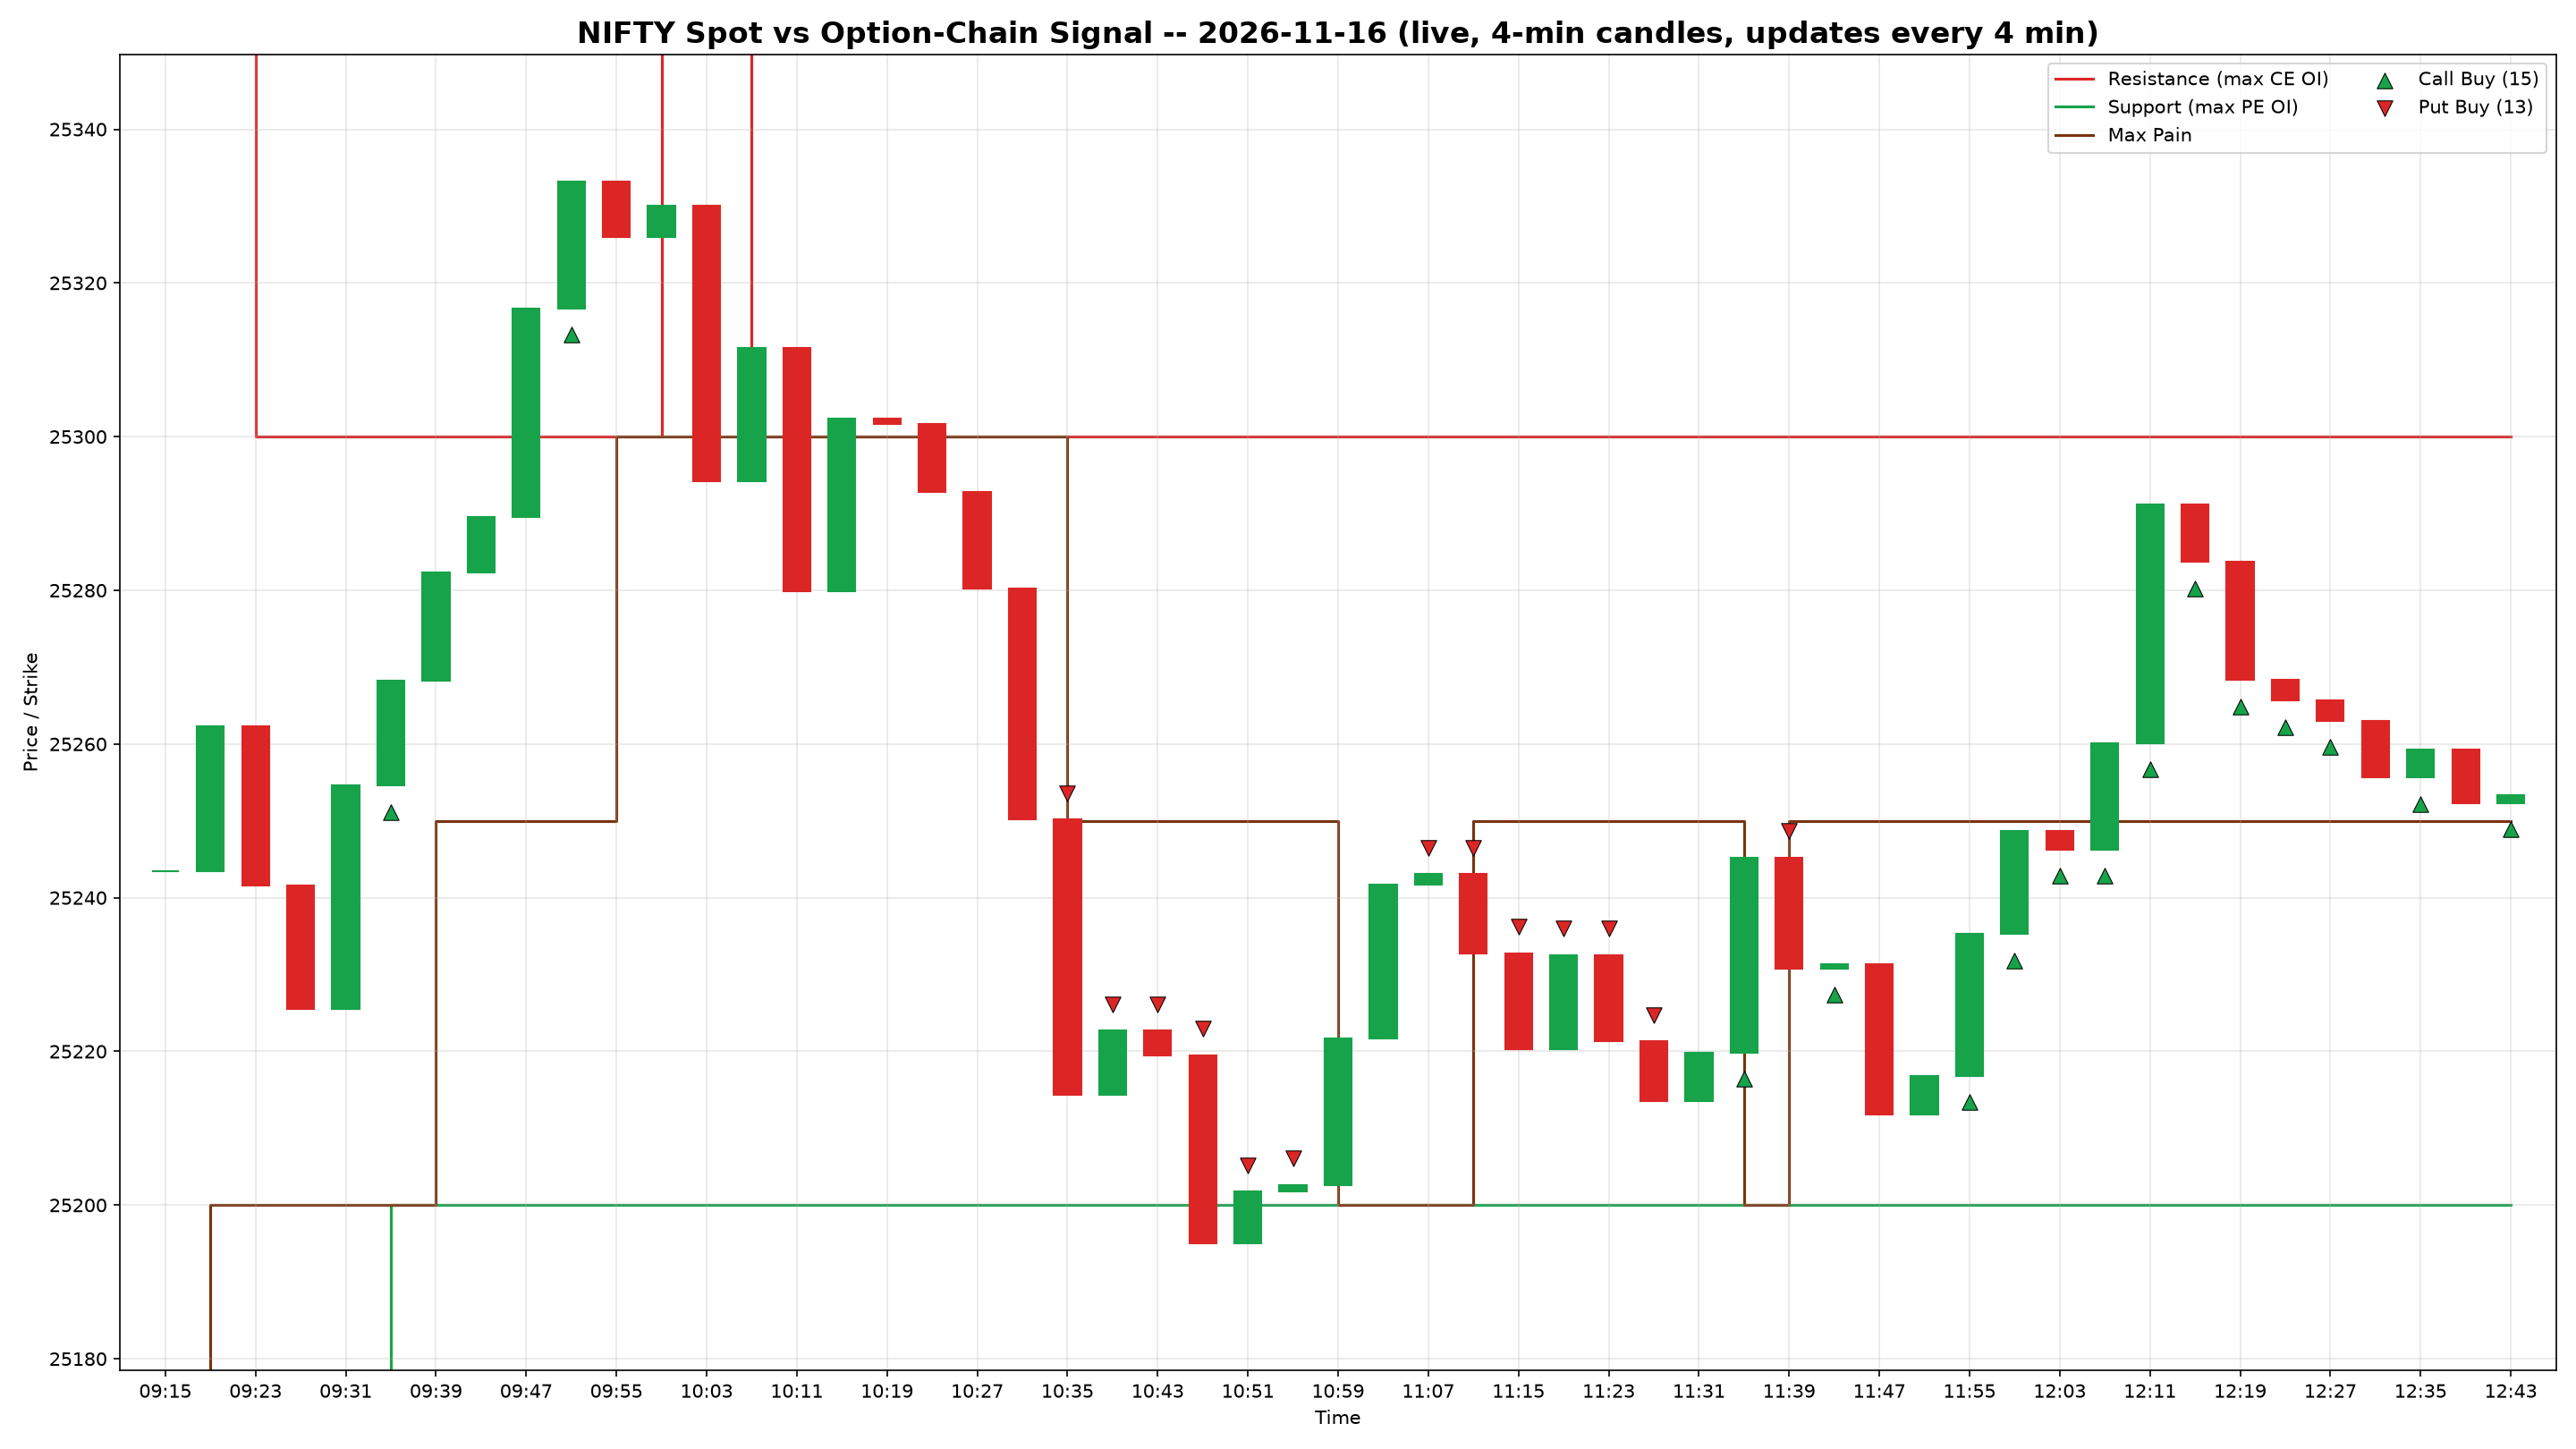 NIFTY Spot vs Option-Chain Signal -- 2026-11-16 (live, 4-min candles, updates every 4 min)
Resistance (max CE OI)
Support (max PE OI)
Max Pain
Call Buy (15)
Put Buy (13)
Price / Strike
25340
25320
25300
25280
25260
25240
25220
25200
25180
09:15 09:23 09:31 09:39 09:47 09:55 10:03 10:11 10:19 10:27 10:35 10:43 10:51 10:59 11:07 11:15 11:23 11:31 11:39 11:47 11:55 12:03 12:11 12:19 12:27 12:35 12:43
Time